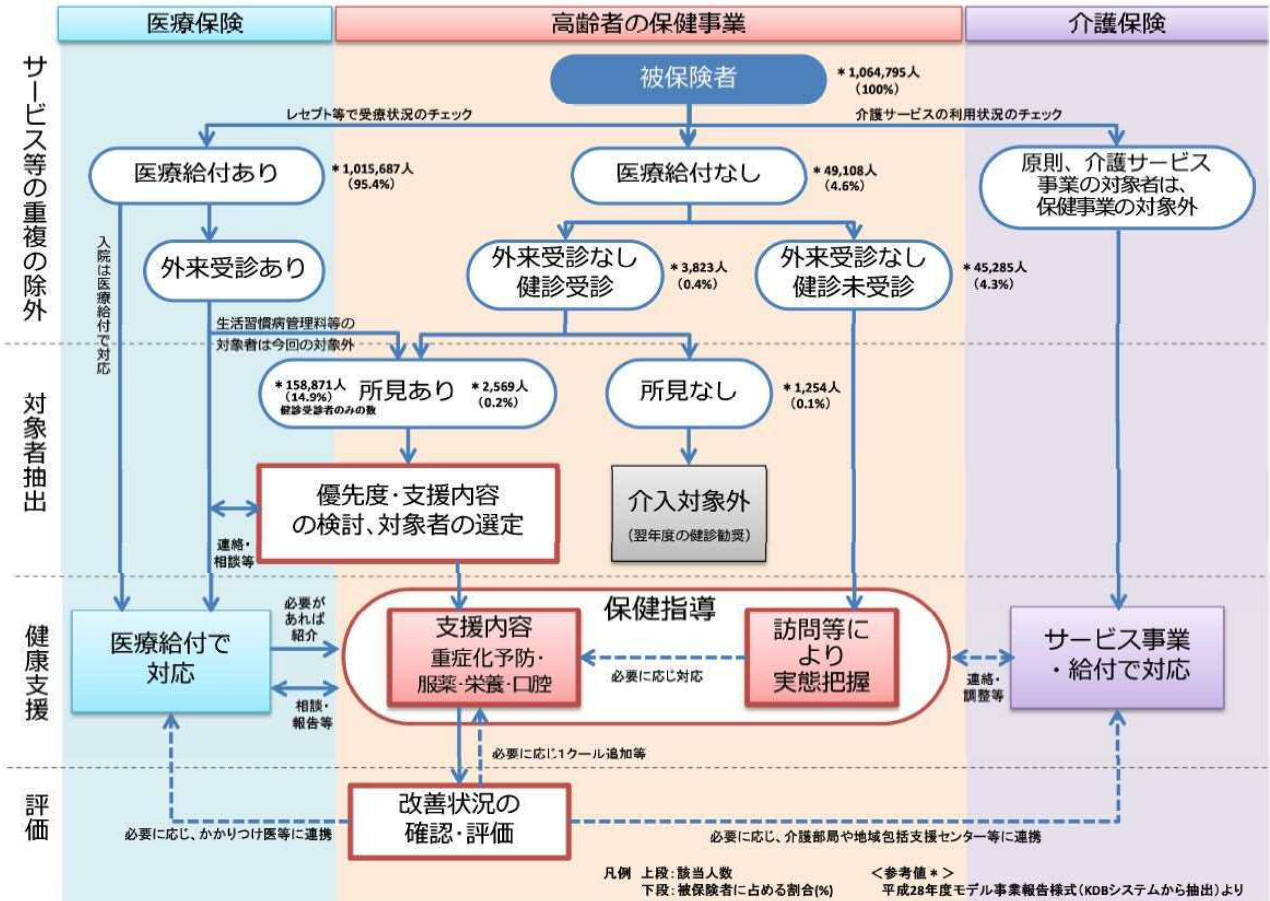 医療保険
高齢者の保健事業
介護保険
サービス等の重複の除外
被保険者
*1,064,795人
(100%)
レセプト等で受療状況のチェック
介護サービスの利用状況のチェック
医療給付あり
*1,015,687人
(95.4%)
医療給付なし
*49,108人
(4.6%)
原則、介護サービス
事業の対象者は、
保健事業の対象外
入院は医療給付で対応
外来受診あり
外来受診なし
健診受診
*3,823人
(0.4%)
外来受診なし
健診未受診
*45,285人
(4.3%)
生活習慣病管理料等の
対象者は今回の対象外
対象者抽出
*158,871人
(14.9%)
健診受診者のみの数
所見あり
*2,569人
(0.2%)
所見なし
*1,254人
(0.1%)
優先度・支援内容
の検討、対象者の選定
介入対象外
(翌年度の健診勧奨)
連絡・
相談等
健康支援
医療給付で
対応
必要が
あれば
紹介
相談・
報告等
保健指導
支援内容
重症化予防・
服薬・栄養・口腔
必要に応じ対応
訪問等に
より
実態把握
連絡・
調整等
サービス事業
・給付で対応
必要に応じ1クール追加等
評価
改善状況の
確認・評価
必要に応じ、かかりつけ医等に連携
必要に応じ、介護部局や地域包括支援センター等に連携
凡例 上段:該当人数
下段:被保険者に占める割合(%)
<参考値*>
平成28年度モデル事業報告様式(KDBシステムから抽出)より